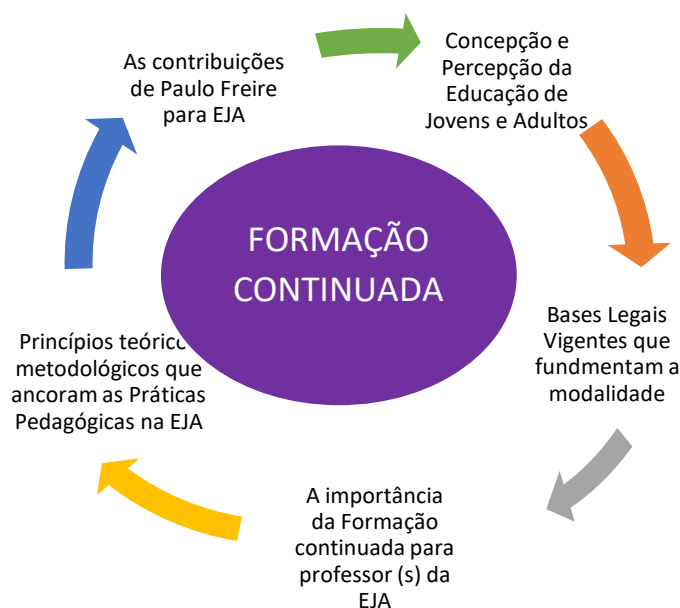 As contribuições
de Paulo Freire
para EJA
Concepção e
Percepção da
Educação de
Jovens e Adultos
FORMAÇÃO
CONTINUADA
Bases Legais
Vigentes que
fundmentam a
modalidade
A importância
da Formação
continuada para
professor (s) da
EJA
Princípios teórico
metodológicos que
ancoram as Práticas
Pedagógicas na EJA